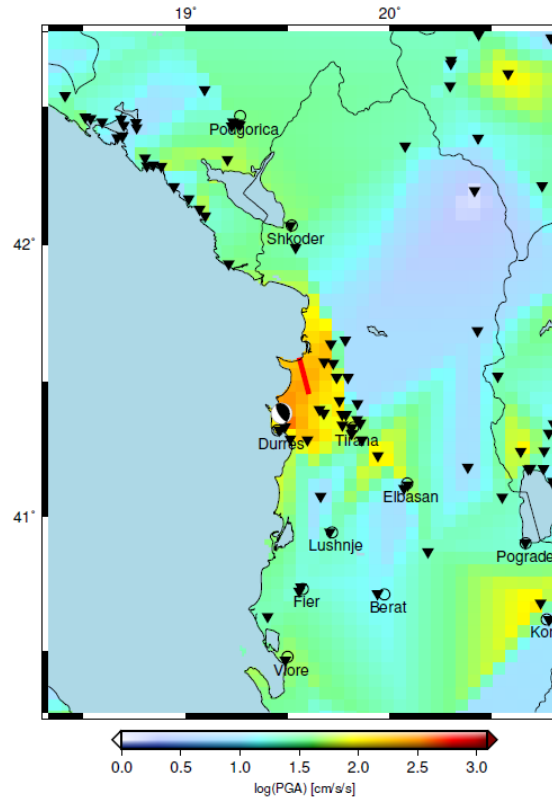 19° 20°
Podgorica
42°
Shkoder
Durres
Tirana
Elbasan
41°
Lushnje
Pograde
Fier
Berat
Kor
Vlore
0.0 0.5 1.0 1.5 2.0 2.5 3.0
log(PGA) [cm/s/s]